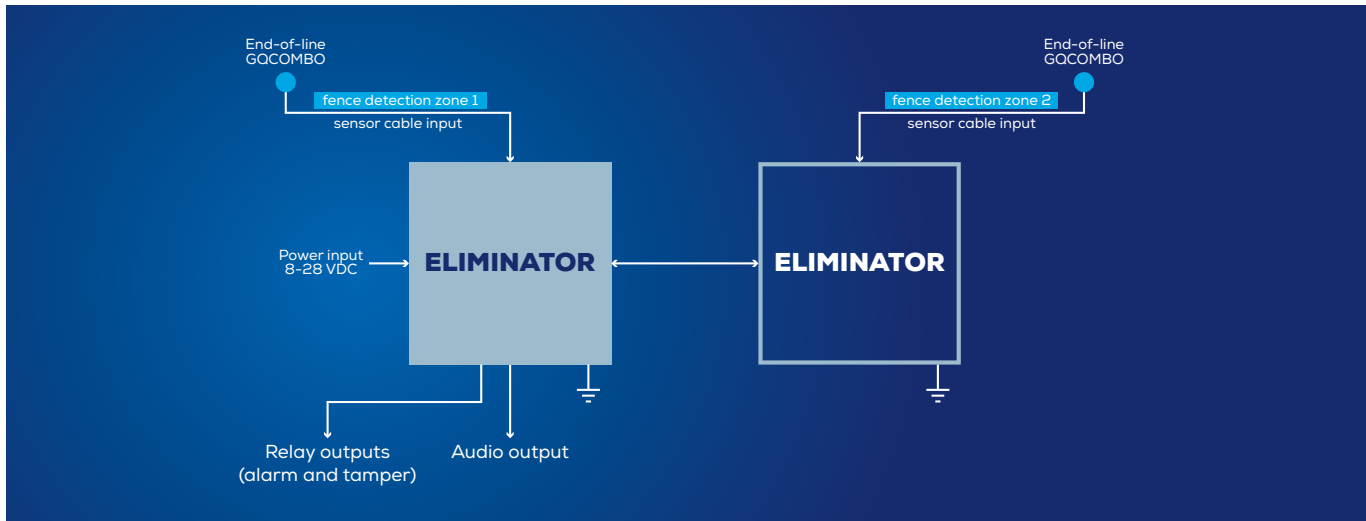 End-of-line
GQCOMBO
fence detection zone 1
sensor cable input
End-of-line
GQCOMBO
fence detection zone 2
sensor cable input
Power input
8-28 VDC
ELIMINATOR
ELIMINATOR
Relay outputs
(alarm and tamper)
Audio output